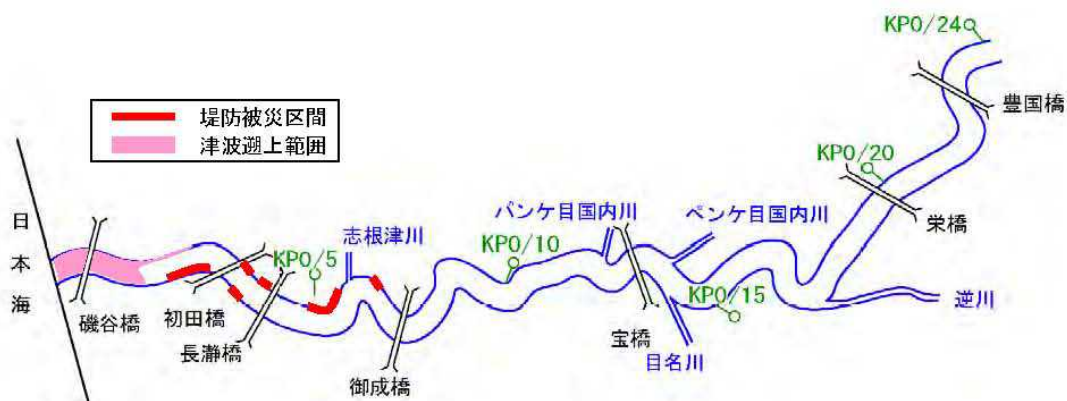 KP0/24
豊国橋
堤防被災区間
津波遡上範囲
KP0/20
栄橋
日本海
磯谷橋
初田橋
長瀞橋
KP0/5
志根津川
御成橋
KP0/10
パンケ目国内川
ペンケ目国内川
宝橋
KP0/15
目名川
逆川